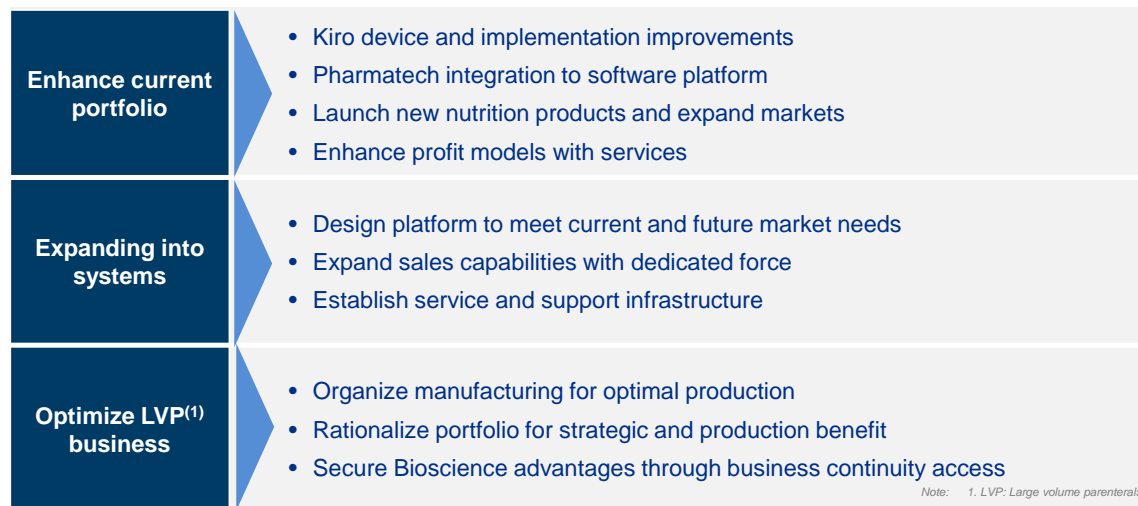 Enhance current
portfolio
• Kiro device and implementation improvements
• Pharmatech integration to software platform
• Launch new nutrition products and expand markets
• Enhance profit models with services
Expanding into
systems
• Design platform to meet current and future market needs
• Expand sales capabilities with dedicated force
• Establish service and support infrastructure
Optimize LVP(1)
business
• Organize manufacturing for optimal production
• Rationalize portfolio for strategic and production benefit
• Secure Bioscience advantages through business continuity access
Note: 1. LVP: Large volume parenterals